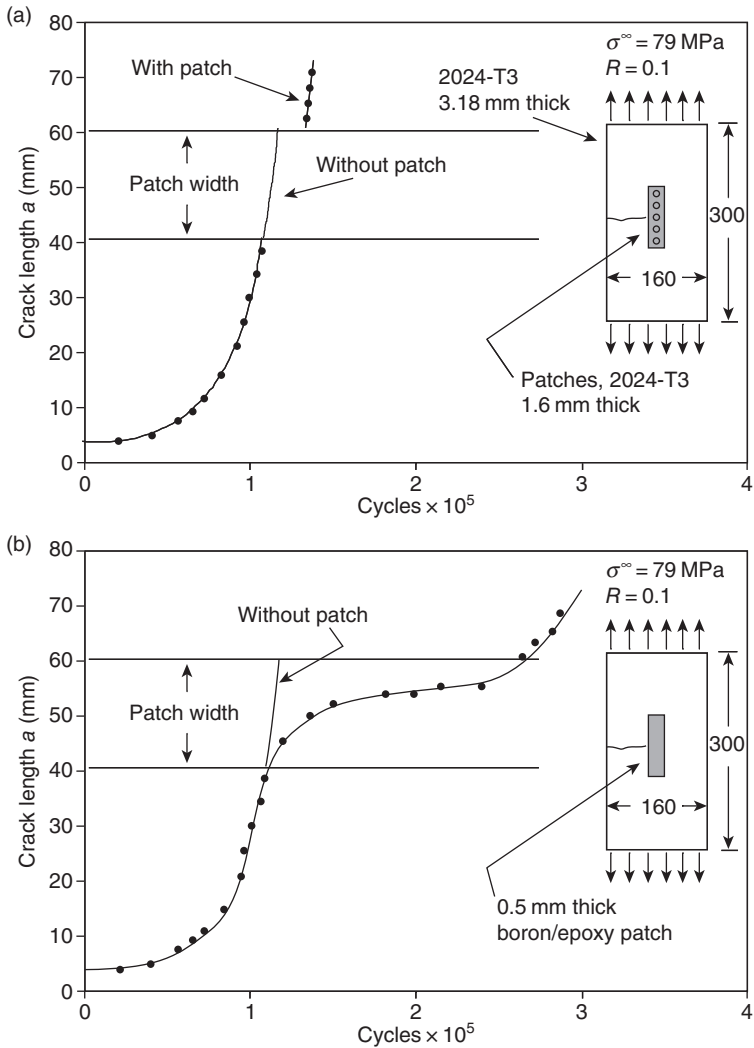 (a)
80
70
60
50
40
30
20
10
0
Crack length a (mm)
0
1
2
3
4
Cycles × 10⁵
With patch
Patch width
Without patch
2024-T3
3.18 mm thick
σ∞ = 79 MPa
R = 0.1
300
160
Patches, 2024-T3
1.6 mm thick
(b)
80
70
60
50
40
30
20
10
0
Crack length a (mm)
0
1
2
3
4
Cycles × 10⁵
Without patch
Patch width
σ∞ = 79 MPa
R = 0.1
300
160
0.5 mm thick
boron/epoxy patch